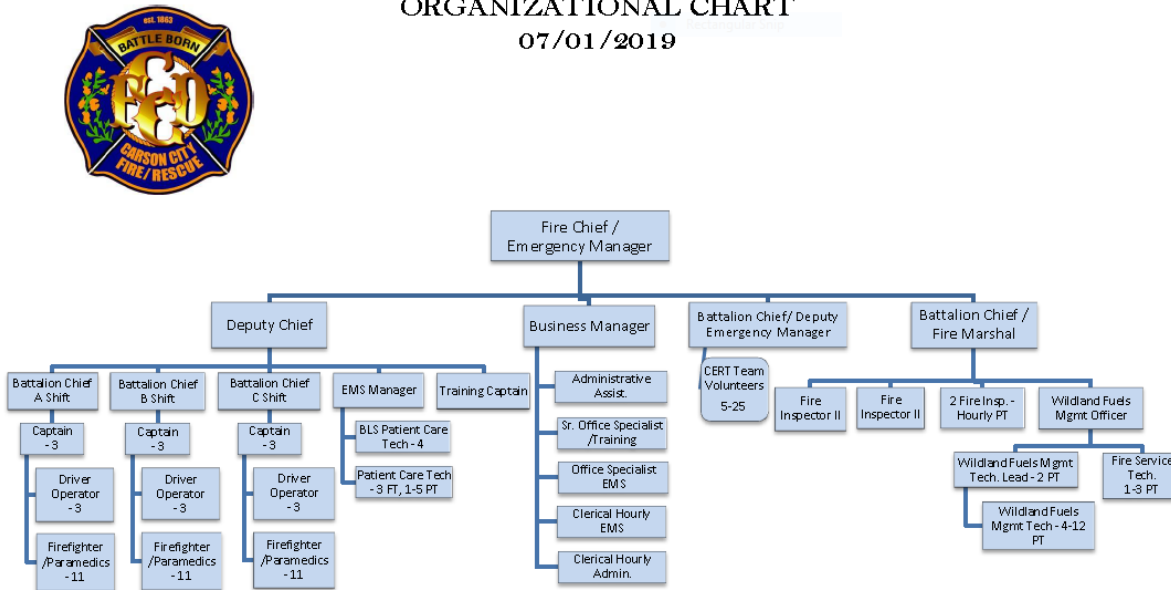 ORGANIZATIONAL CHART
07/01/2019
est. 1863
BATTLE BORN
CCFD
CARSON CITY
FIRE/RESCUE
Fire Chief /
Emergency Manager
Deputy Chief
Business Manager
Battalion Chief/ Deputy
Emergency Manager
Battalion Chief /
Fire Marshal
Battalion Chief
A Shift
Battalion Chief
B Shift
Battalion Chief
C Shift
EMS Manager
Training Captain
Captain
- 3
Captain
- 3
Captain
- 3
BLS Patient Care
Tech - 4
Patient Care Tech
- 3 FT, 1-5 PT
Driver
Operator
- 3
Driver
Operator
- 3
Driver
Operator
- 3
Firefighter
/Paramedics
- 11
Firefighter
/Paramedics
- 11
Firefighter
/Paramedics
- 11
Administrative
Assist.
Sr. Office Specialist
/Training
Office Specialist
EMS
Clerical Hourly
EMS
Clerical Hourly
Admin.
CERT Team
Volunteers
5-25
Fire
Inspector II
Fire
Inspector II
2 Fire Insp. -
Hourly PT
Wildland Fuels
Mgmt Officer
Wildland Fuels Mgmt
Tech. Lead - 2 PT
Fire Service
Tech.
1-3 PT
Wildland Fuels
Mgmt Tech - 4-12
PT